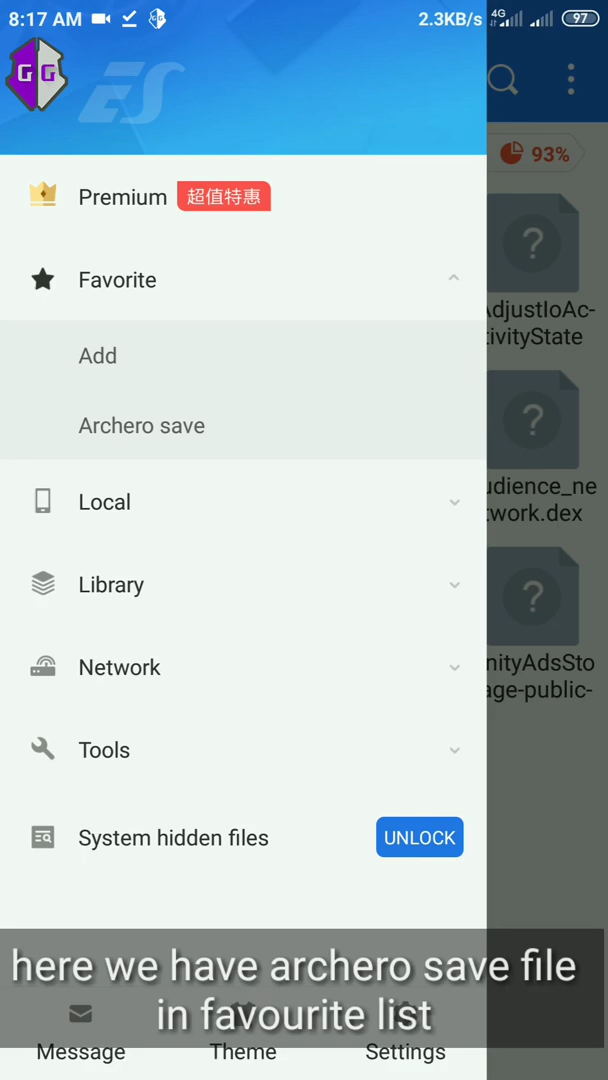 8:17 AM 2.3KB/s 4G 97
G G ES
93%
Premium 超值特惠
Favorite
AdjustIoAc-
tivityState
Add
Archero save
udience_ne
twork.dex
Local
Library
Network
nityAdsSto
age-public-
Tools
System hidden files UNLOCK
here we have archero save file
in favourite list
Message Theme Settings